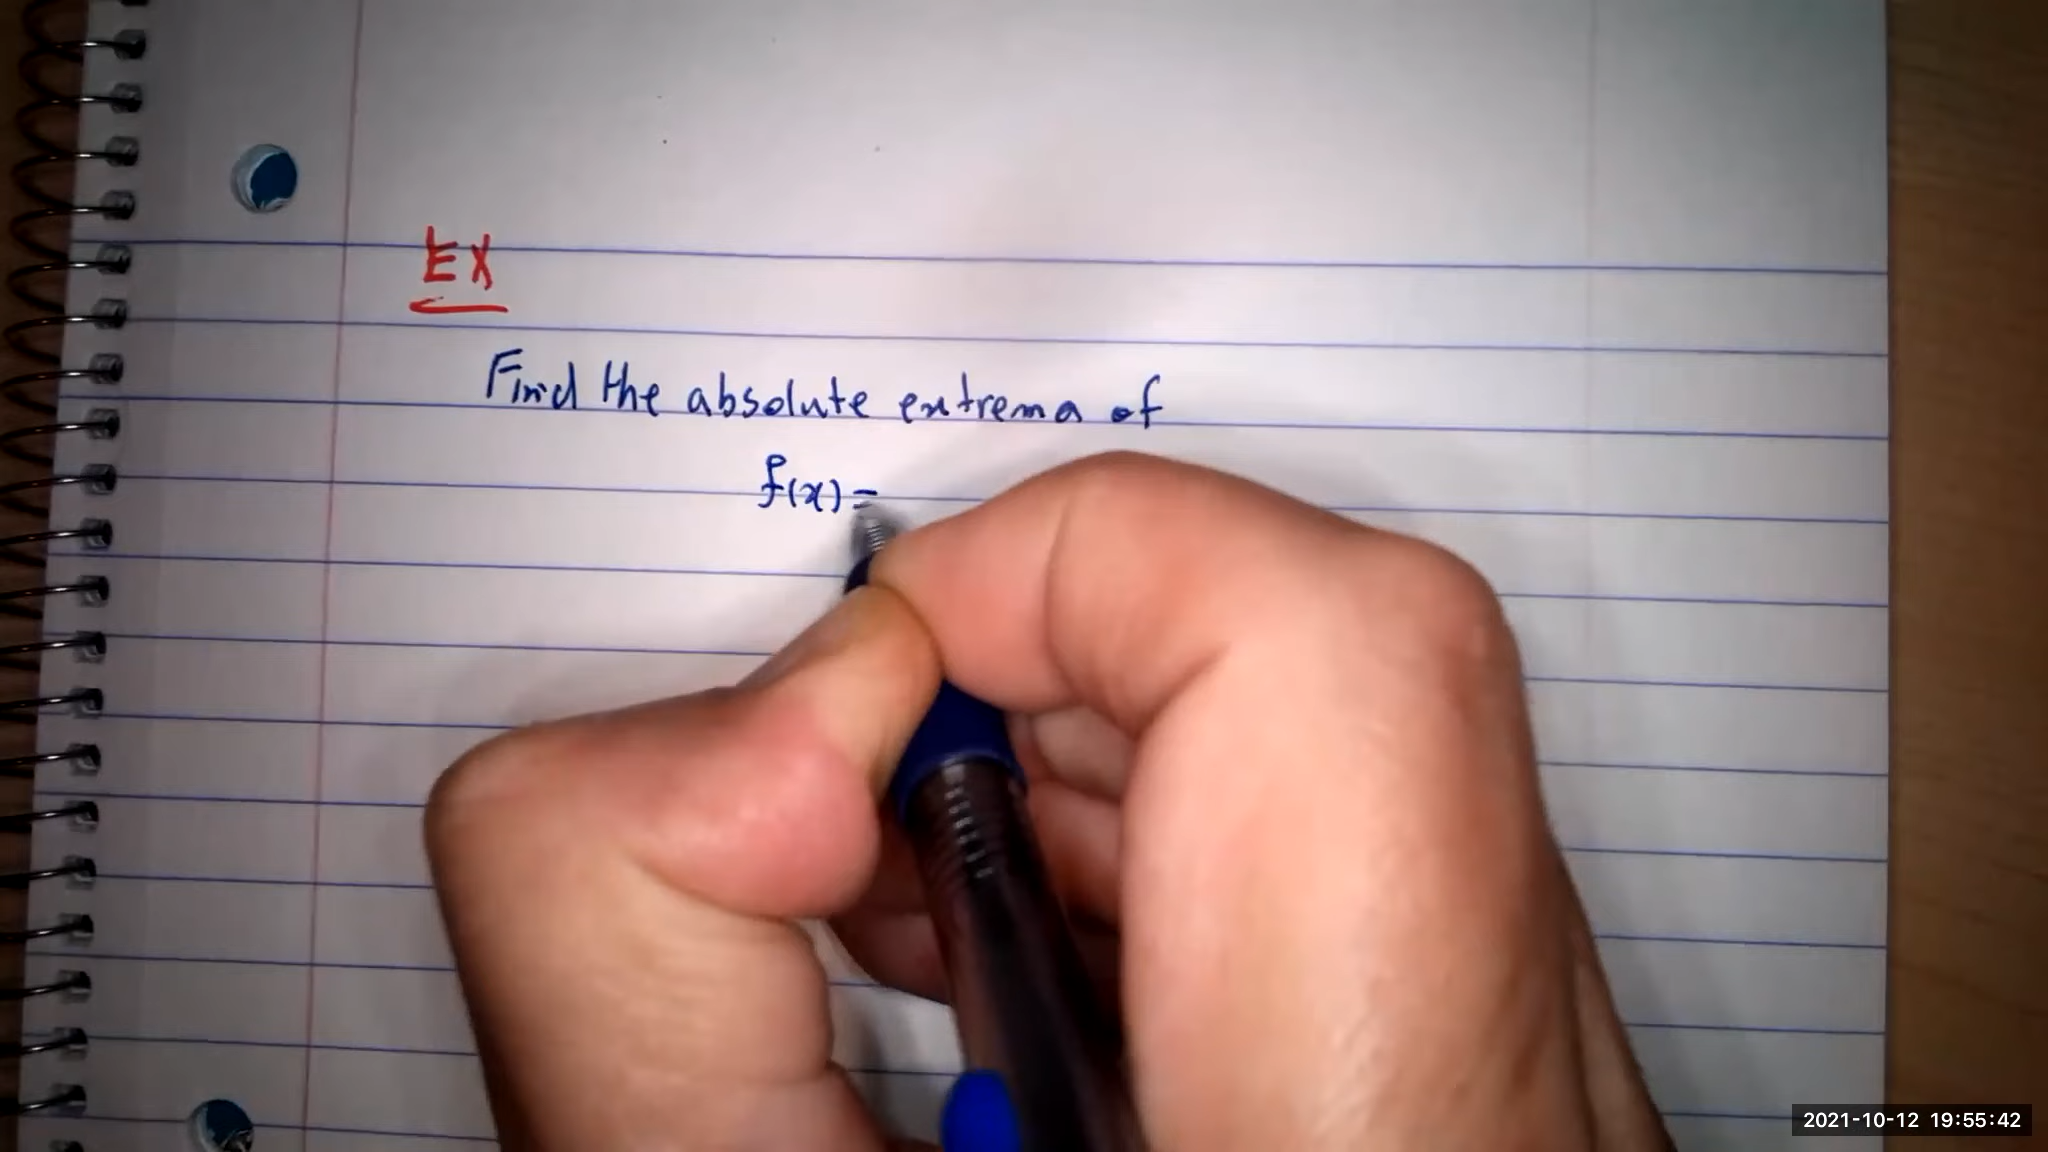 EX
Find the absolute extrema of
f(x) =
2021-10-12 19:55:42